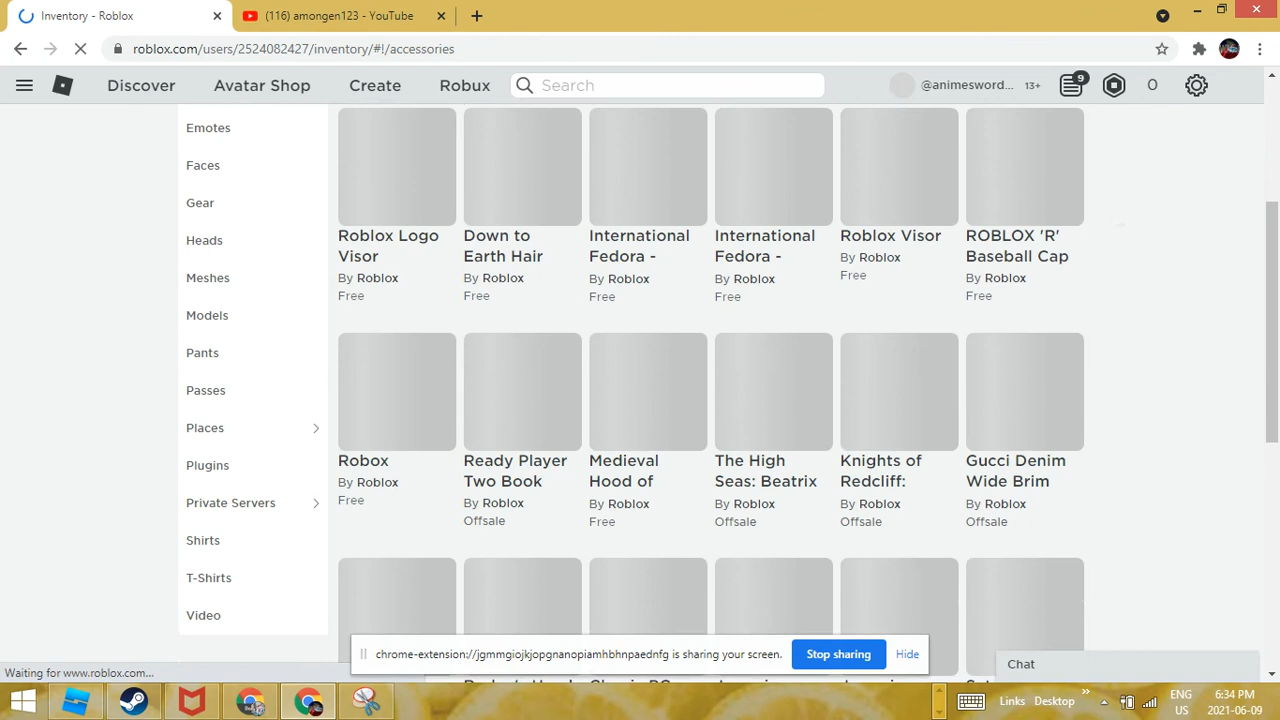 Inventory - Roblox
(116) amongen123 - YouTube
roblox.com/users/2524082427/inventory/#!/accessories
Discover
Avatar Shop
Create
Robux
Search
@animesword...
13+
9
0
Emotes
Faces
Gear
Heads
Meshes
Models
Pants
Passes
Places
Plugins
Private Servers
Shirts
T-Shirts
Video
Roblox Logo
Visor
By Roblox
Free
Down to
Earth Hair
By Roblox
Free
International
Fedora -
By Roblox
Free
International
Fedora -
By Roblox
Free
Roblox Visor
By Roblox
Free
ROBLOX 'R'
Baseball Cap
By Roblox
Free
Robox
By Roblox
Free
Ready Player
Two Book
By Roblox
Offsale
Medieval
Hood of
By Roblox
Free
The High
Seas: Beatrix
By Roblox
Offsale
Knights of
Redcliff:
By Roblox
Offsale
Gucci Denim
Wide Brim
By Roblox
Offsale
chrome-extension://jgmmgiojkjopgnanopiamhbhnpaednfg is sharing your screen.
Stop sharing
Hide
Chat
Waiting for www.roblox.com...
Links
Desktop
ENG
US
6:34 PM
2021-06-09